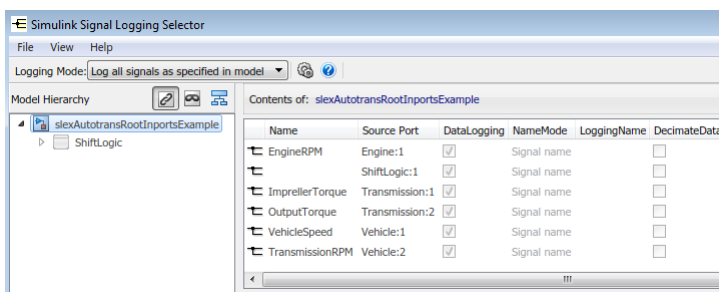 Simulink Signal Logging Selector
File View Help
Logging Mode: Log all signals as specified in model
Model Hierarchy
Contents of: slexAutotransRootInportsExample
slexAutotransRootInportsExample
ShiftLogic
Name Source Port DataLogging NameMode LoggingName DecimateData
EngineRPM Engine:1 Signal name
ShiftLogic:1 Signal name
ImprellerTorque Transmission:1 Signal name
OutputTorque Transmission:2 Signal name
VehicleSpeed Vehicle:1 Signal name
TransmissionRPM Vehicle:2 Signal name